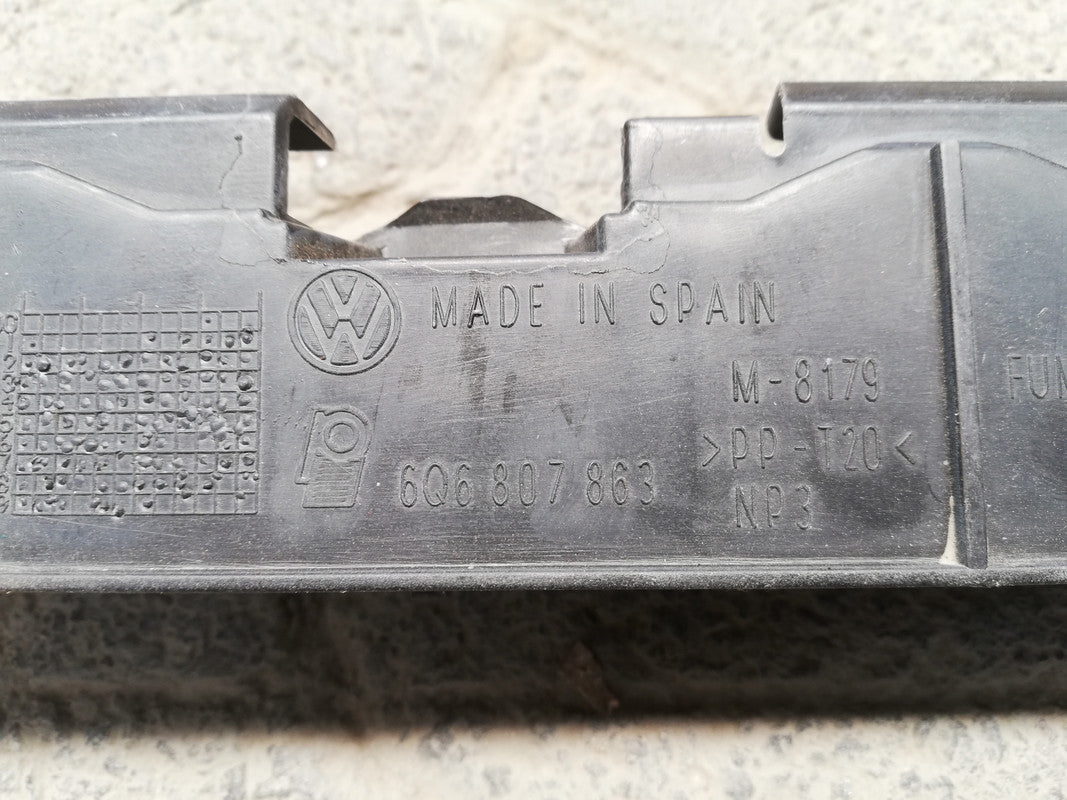 MADE IN SPAIN
M-8179
>PP-T20<
6Q6 807 863
NP3